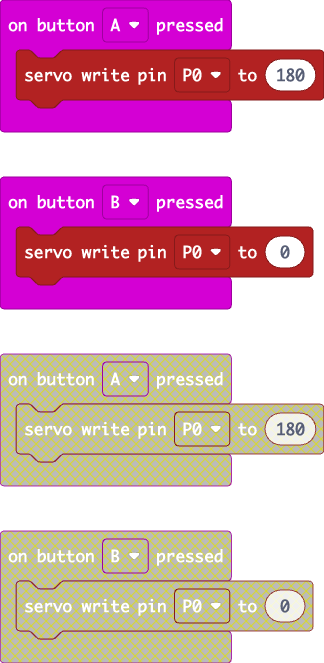 on button A pressed
servo write pin P0 to 180
on button B pressed
servo write pin P0 to 0
on button A pressed
servo write pin P0 to 180
on button B pressed
servo write pin P0 to 0